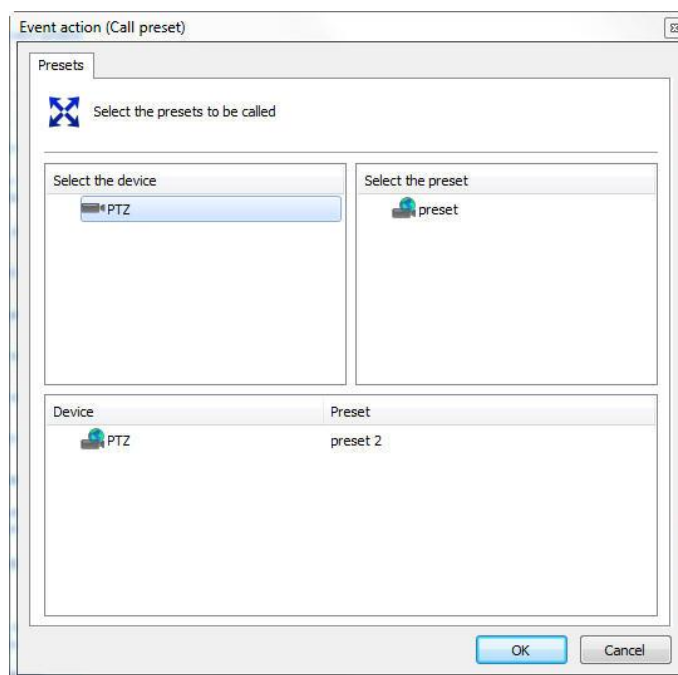 Event action (Call preset)
Presets
Select the presets to be called
Select the device
Select the preset
PTZ
preset
Device
Preset
PTZ
preset 2
OK
Cancel